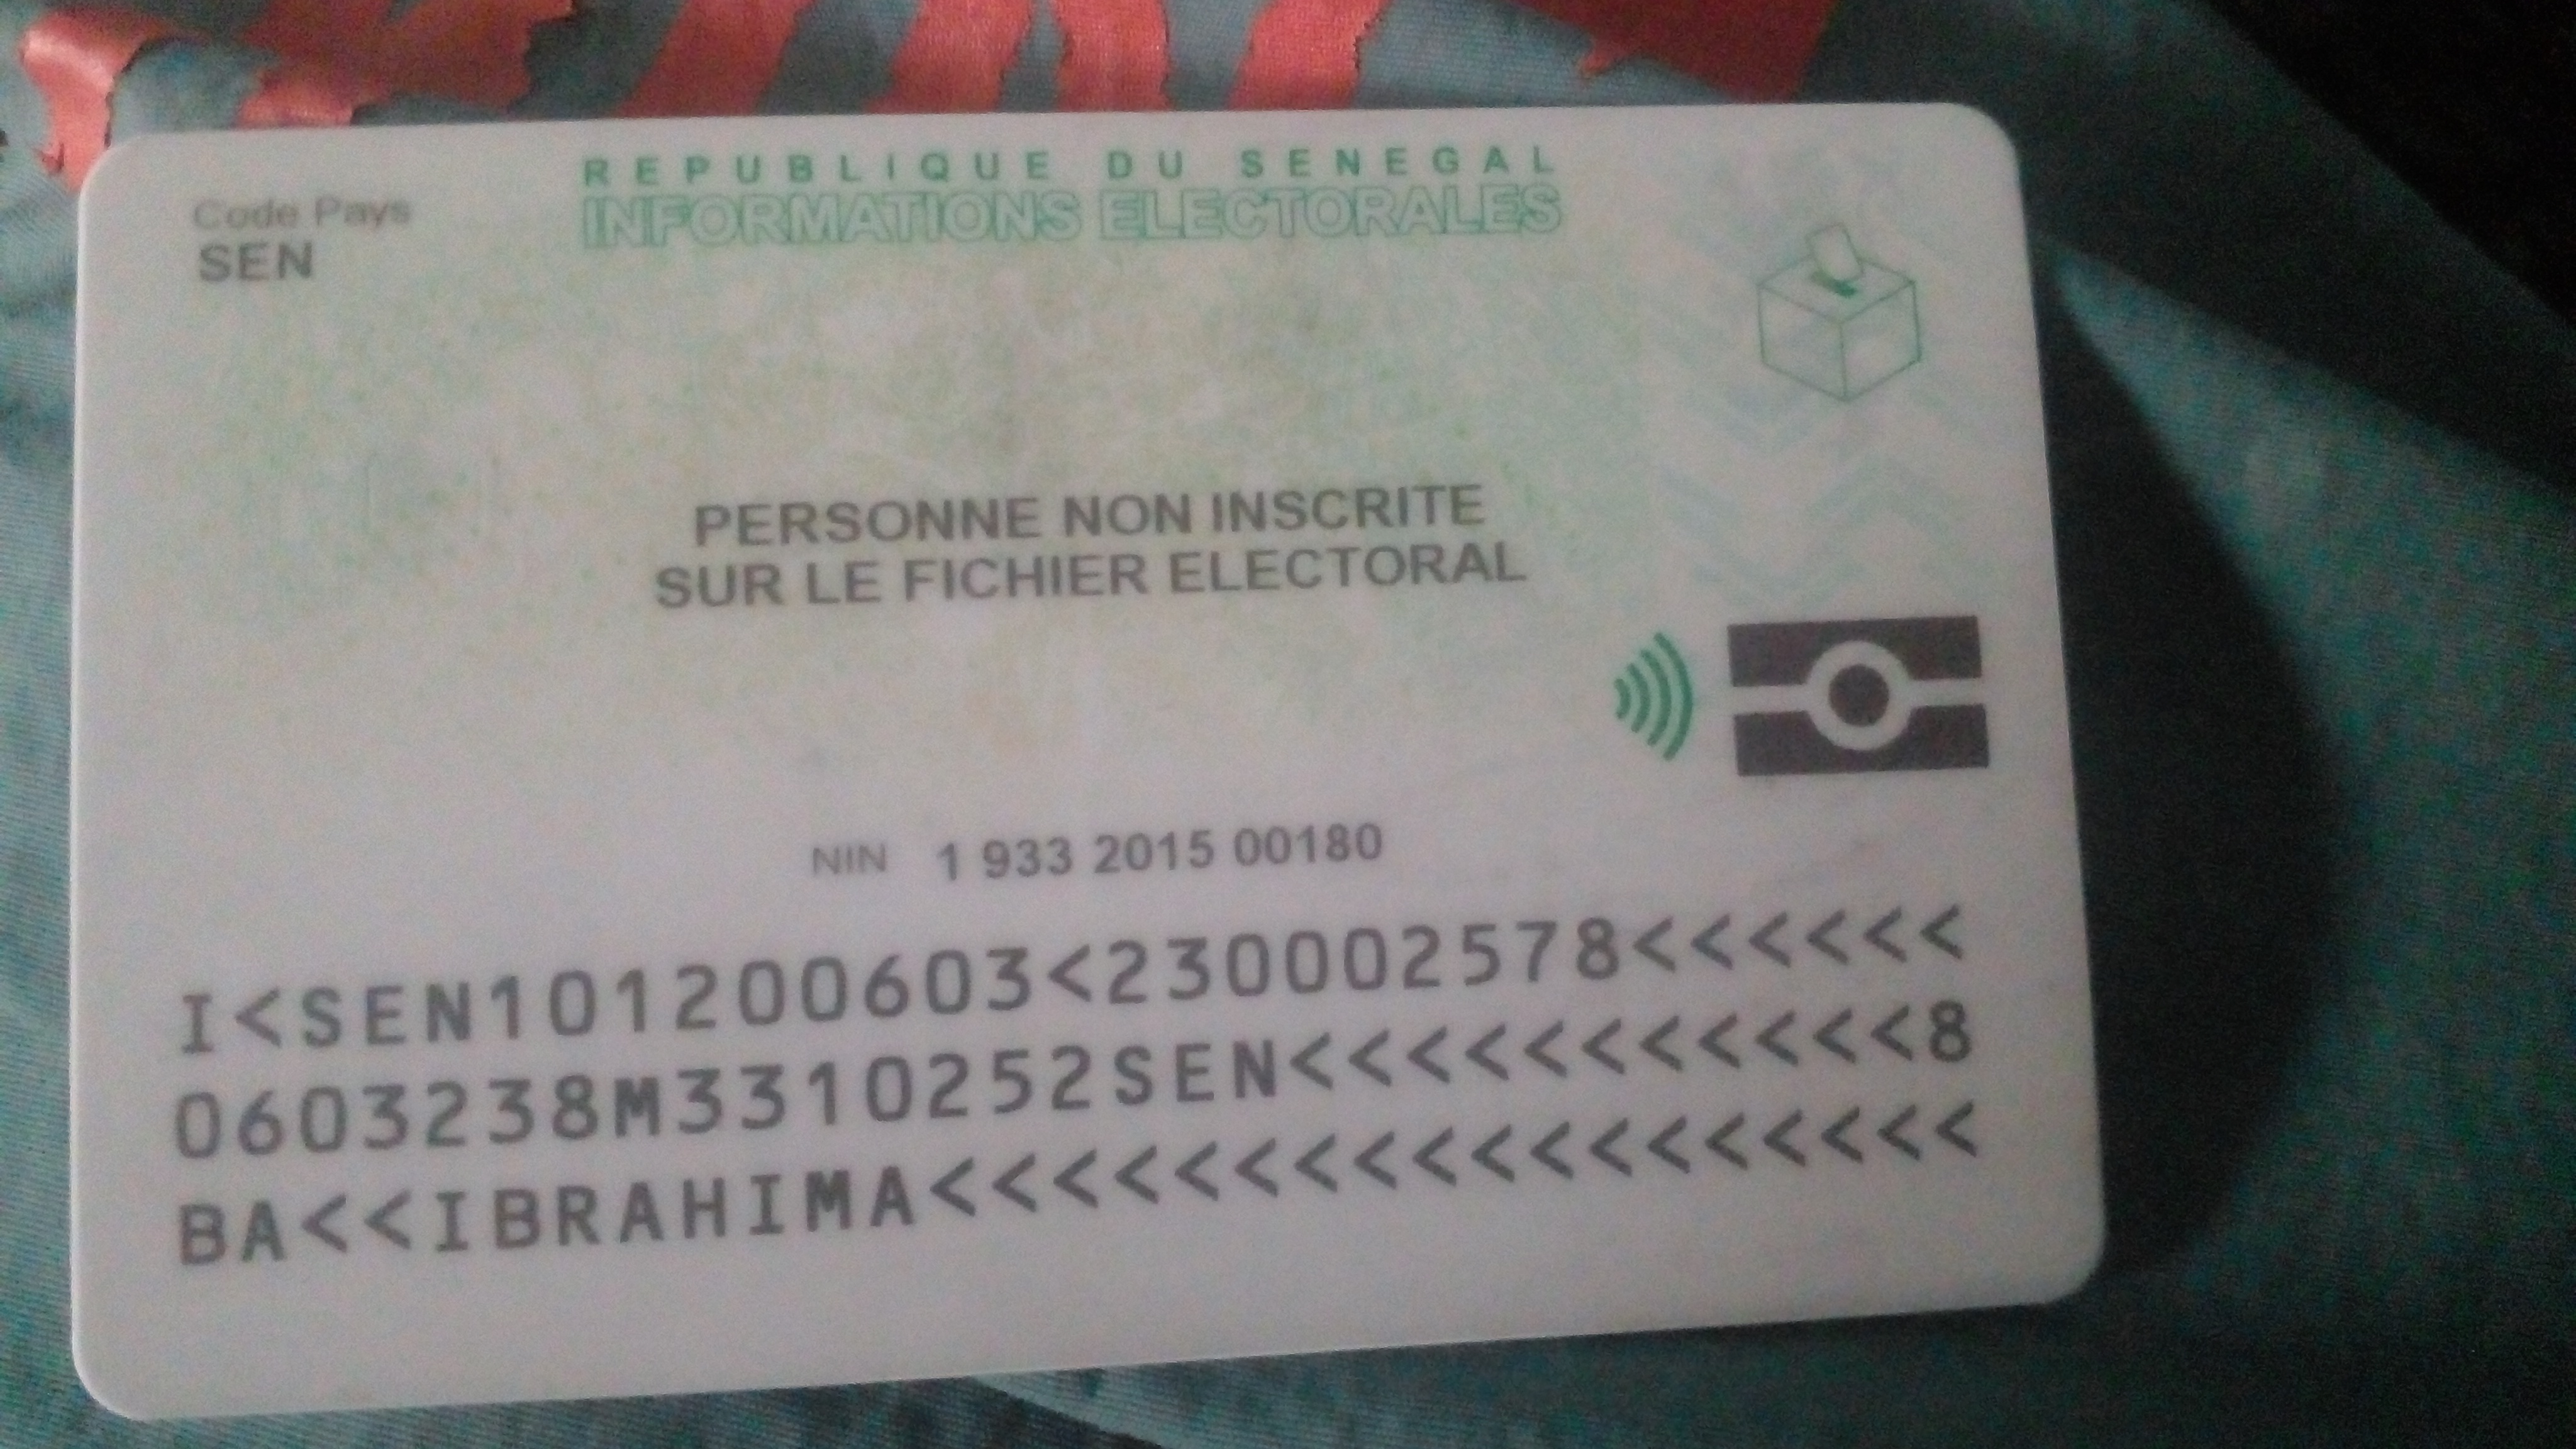 REPUBLIQUE DU SENEGAL
INFORMATIONS ELECTORALES
Code Pays
SEN
PERSONNE NON INSCRITE
SUR LE FICHIER ELECTORAL
NIN 1 933 2015 00180
I<SEN101200603<230002578<<<<<<
0603238M3310252SEN<<<<<<<<<<<8
BA<<IBRAHIMA<<<<<<<<<<<<<<<<<<